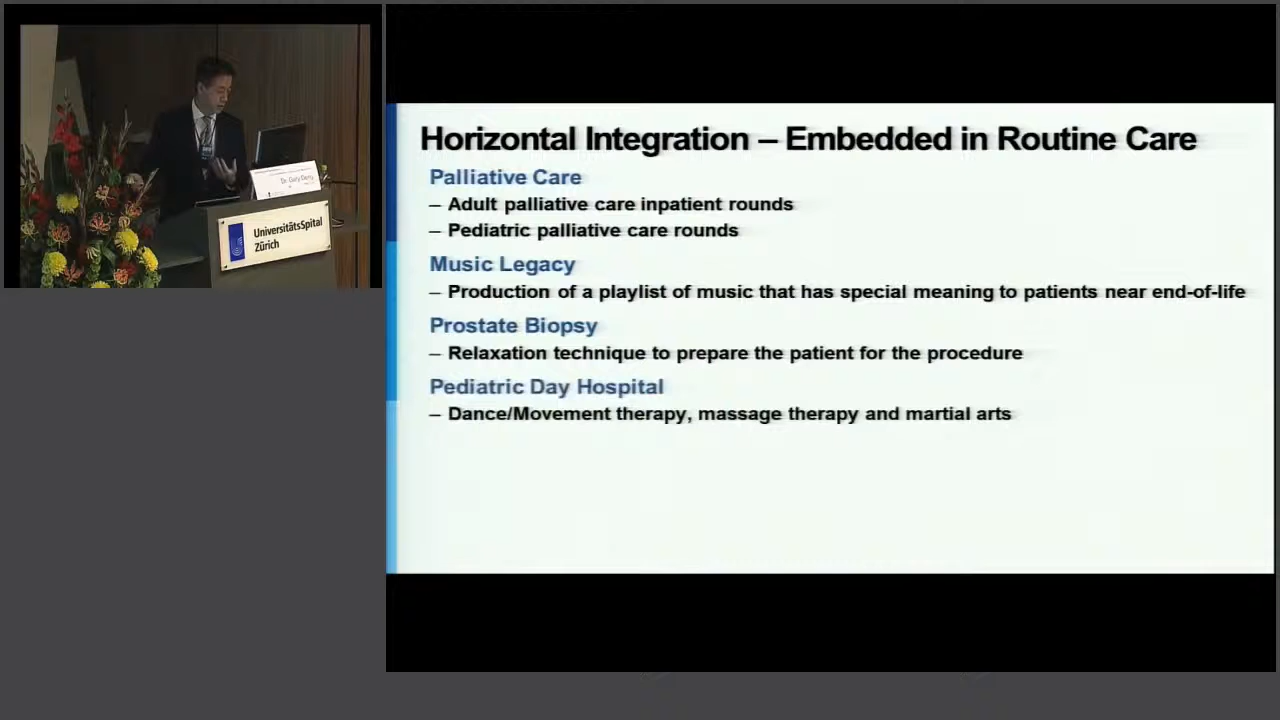 Dr. Gary Deng
UniversitätsSpital
Zürich
Horizontal Integration – Embedded in Routine Care
Palliative Care
– Adult palliative care inpatient rounds
– Pediatric palliative care rounds
Music Legacy
– Production of a playlist of music that has special meaning to patients near end-of-life
Prostate Biopsy
– Relaxation technique to prepare the patient for the procedure
Pediatric Day Hospital
– Dance/Movement therapy, massage therapy and martial arts